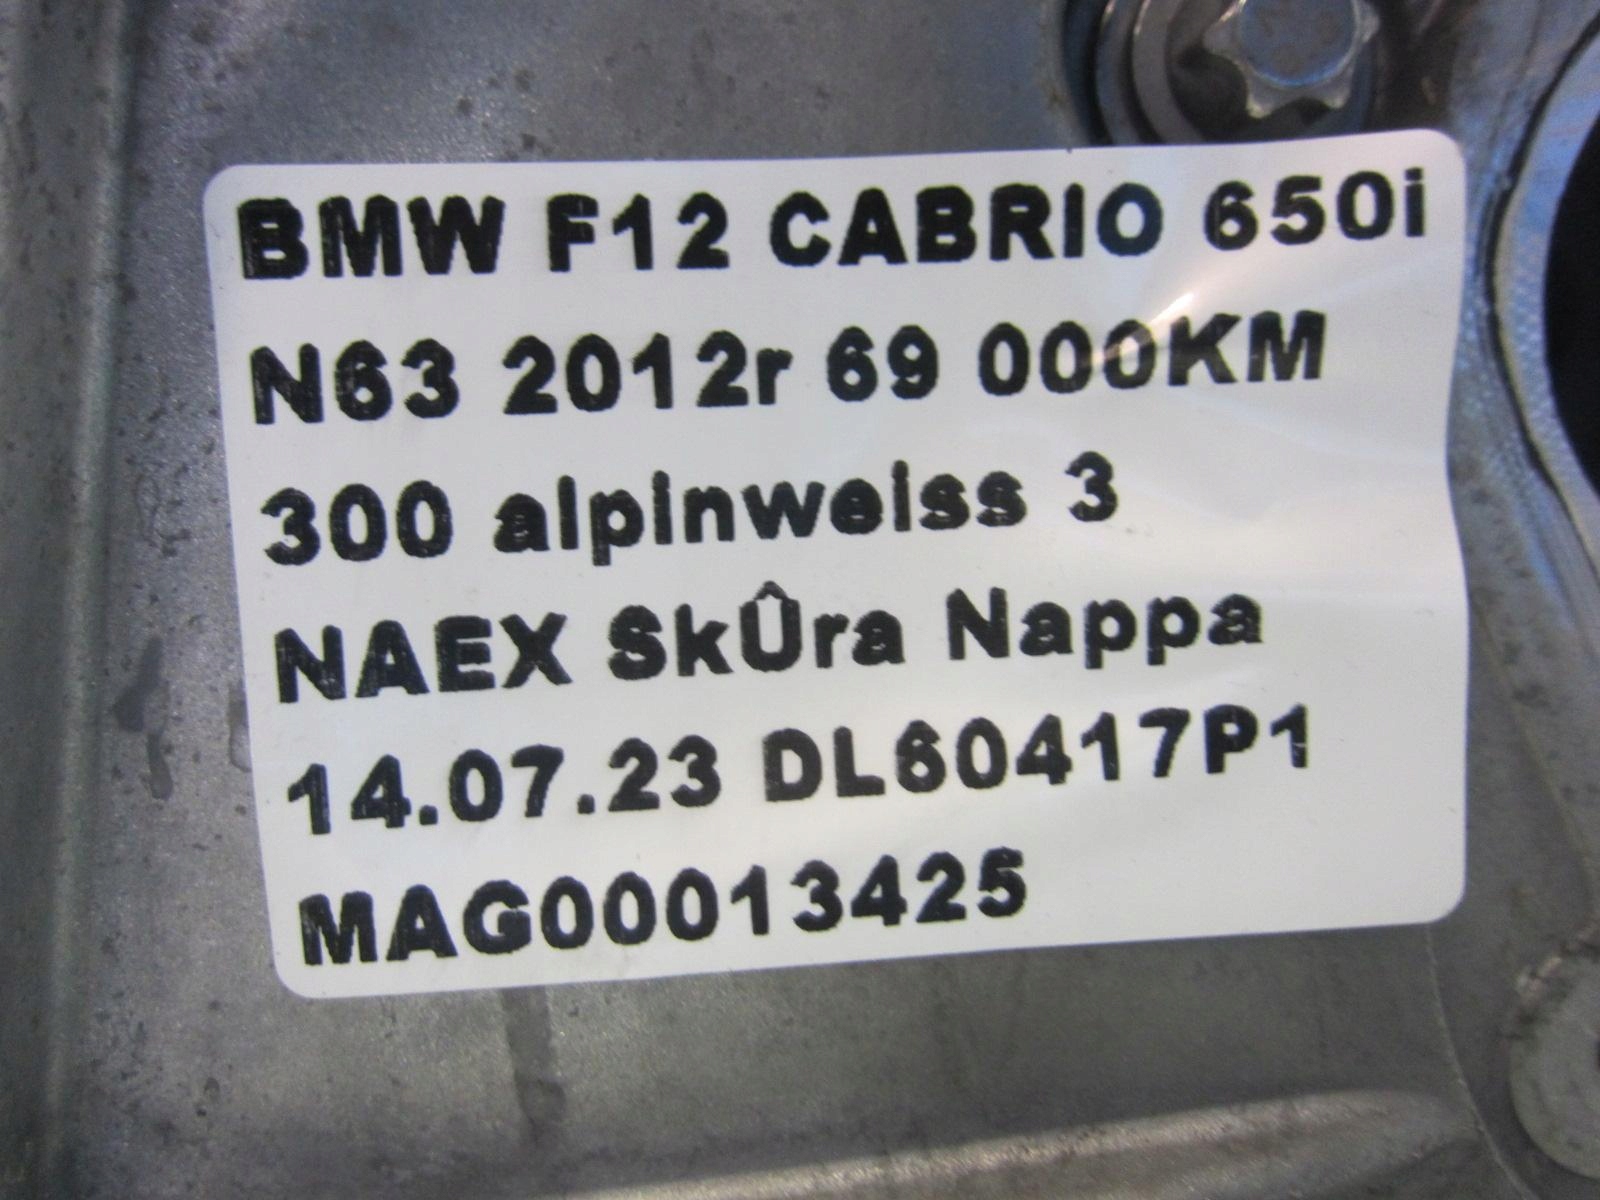 BMW F12 CABRIO 650i
N63 2012r 69 000KM
300 alpinweiss 3
NAEX SkÛra Nappa
14.07.23 DL60417P1
MAG00013425